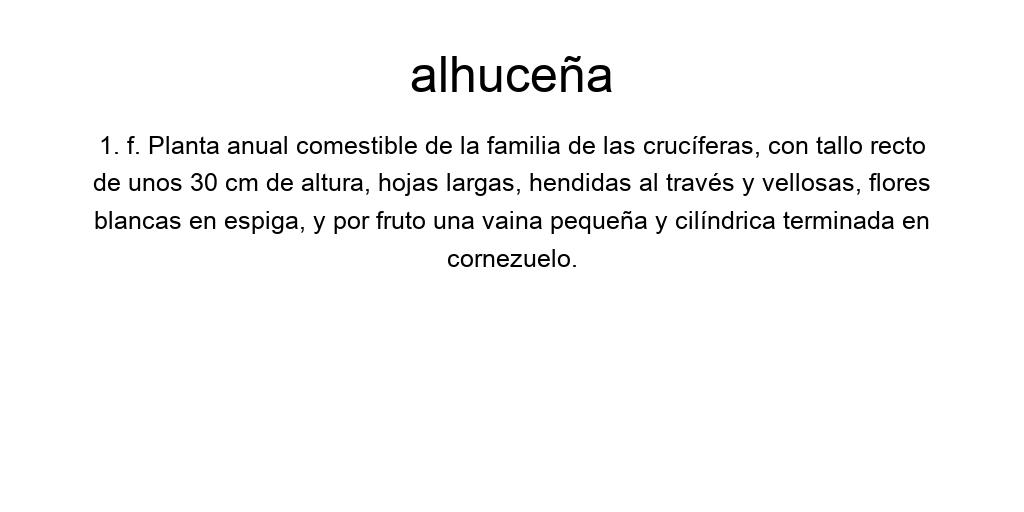 alhuceña
1. f. Planta anual comestible de la familia de las crucíferas, con tallo recto
de unos 30 cm de altura, hojas largas, hendidas al través y vellosas, flores
blancas en espiga, y por fruto una vaina pequeña y cilíndrica terminada en
cornezuelo.